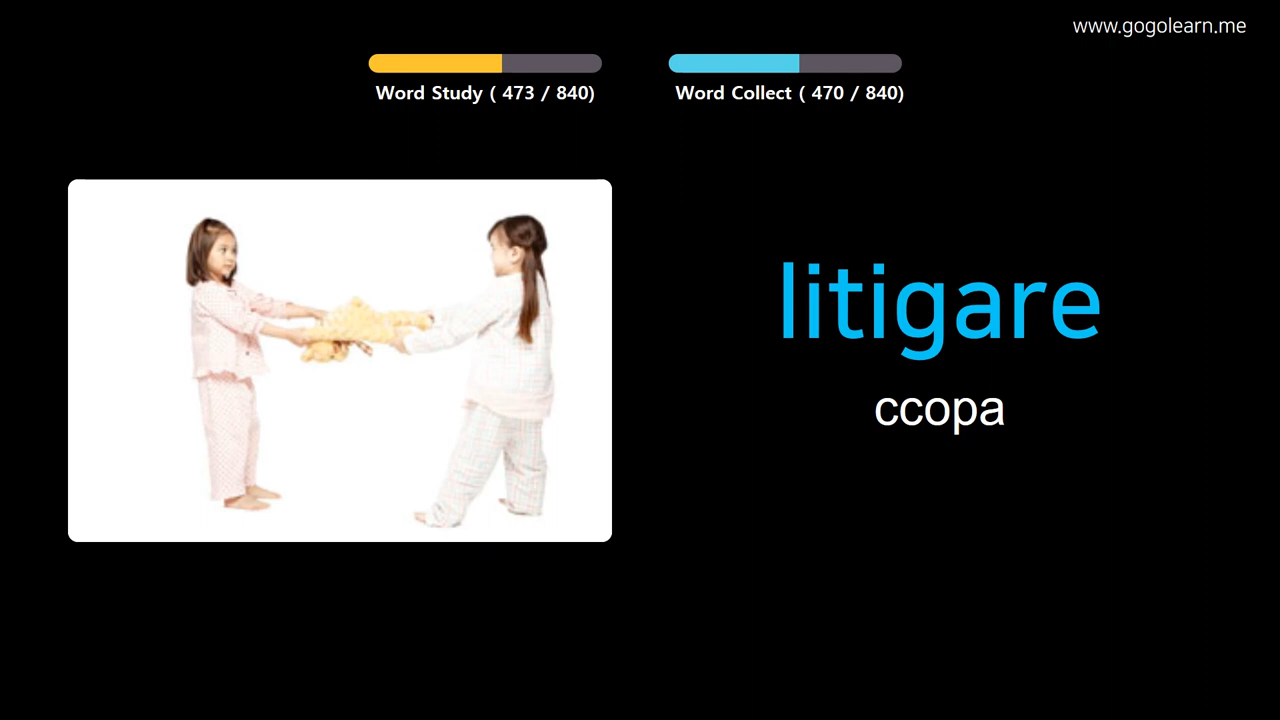 www.gogolearn.me
Word Study ( 473 / 840)
Word Collect ( 470 / 840)
litigare
ссора